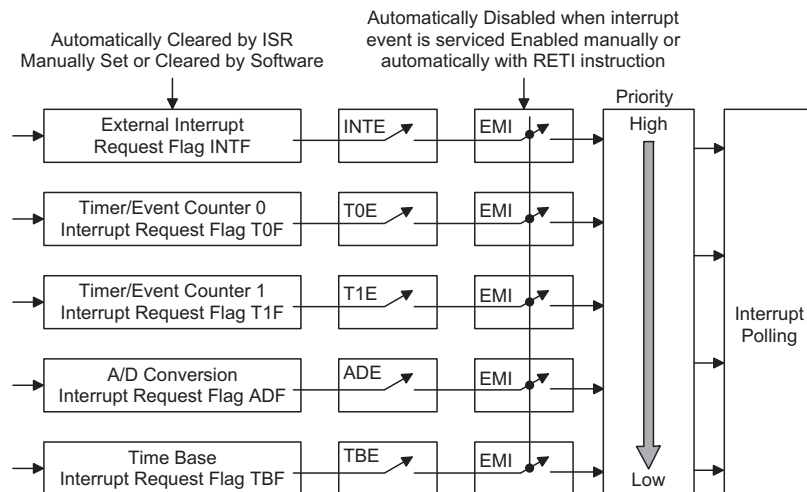 Automatically Cleared by ISR
Manually Set or Cleared by Software
Automatically Disabled when interrupt
event is serviced Enabled manually or
automatically with RETI instruction
Priority
External Interrupt
Request Flag INTF
INTE
EMI
High
Timer/Event Counter 0
Interrupt Request Flag T0F
T0E
EMI
Timer/Event Counter 1
Interrupt Request Flag T1F
T1E
EMI
Interrupt
Polling
A/D Conversion
Interrupt Request Flag ADF
ADE
EMI
Time Base
Interrupt Request Flag TBF
TBE
EMI
Low